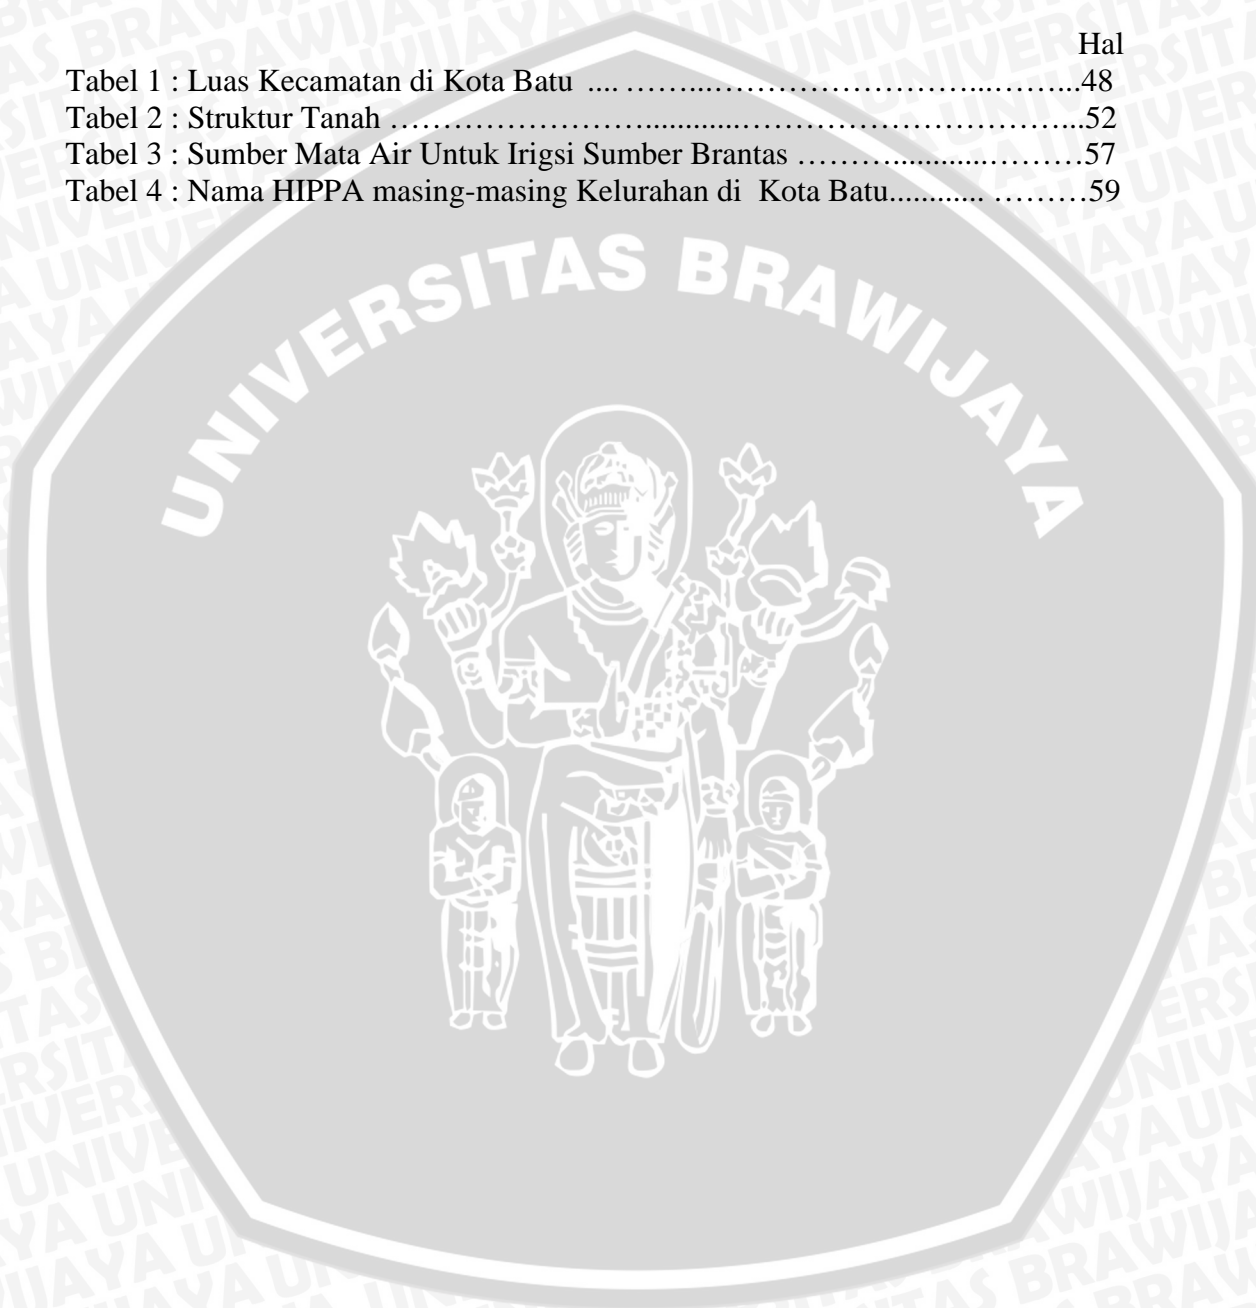 Hal
Tabel 1 : Luas Kecamatan di Kota Batu .... ……...……………………...……...48
Tabel 2 : Struktur Tanah ……………………...........…………………………...52
Tabel 3 : Sumber Mata Air Untuk Irigsi Sumber Brantas ………...........………57
Tabel 4 : Nama HIPPA masing-masing Kelurahan di Kota Batu............ ………59
UNIVERSITAS BRAWIJAYA